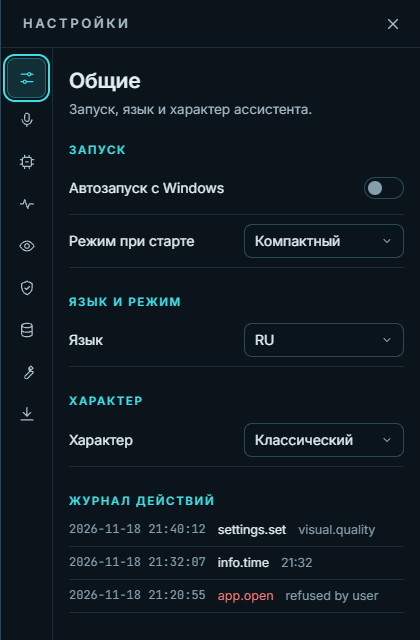 НАСТРОЙКИ
Общие
Запуск, язык и характер ассистента.
ЗАПУСК
Автозапуск с Windows
Режим при старте Компактный
ЯЗЫК И РЕЖИМ
Язык RU
ХАРАКТЕР
Характер Классический
ЖУРНАЛ ДЕЙСТВИЙ
2026-11-18 21:40:12 settings.set visual.quality
2026-11-18 21:32:07 info.time 21:32
2026-11-18 21:20:55 app.open refused by user